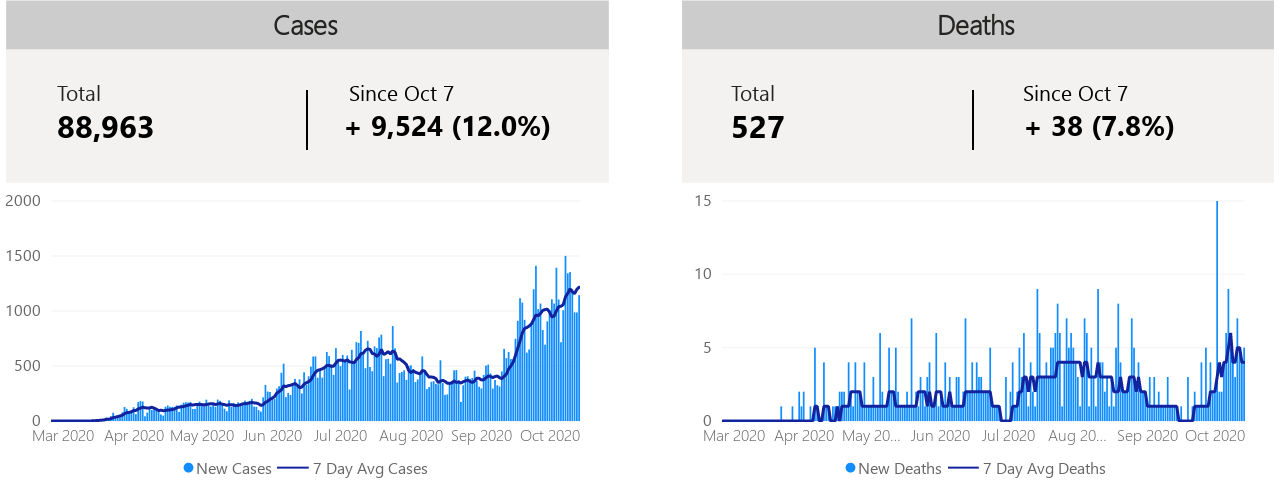 Cases
Total
88,963
Since Oct 7
+ 9,524 (12.0%)
2000
1500
1000
500
0
Mar 2020 Apr 2020 May 2020 Jun 2020 Jul 2020 Aug 2020 Sep 2020 Oct 2020
New Cases 7 Day Avg Cases
Deaths
Total
527
Since Oct 7
+ 38 (7.8%)
15
10
5
0
Mar 2020 Apr 2020 May 20... Jun 2020 Jul 2020 Aug 20... Sep 2020 Oct 2020
New Deaths 7 Day Avg Deaths